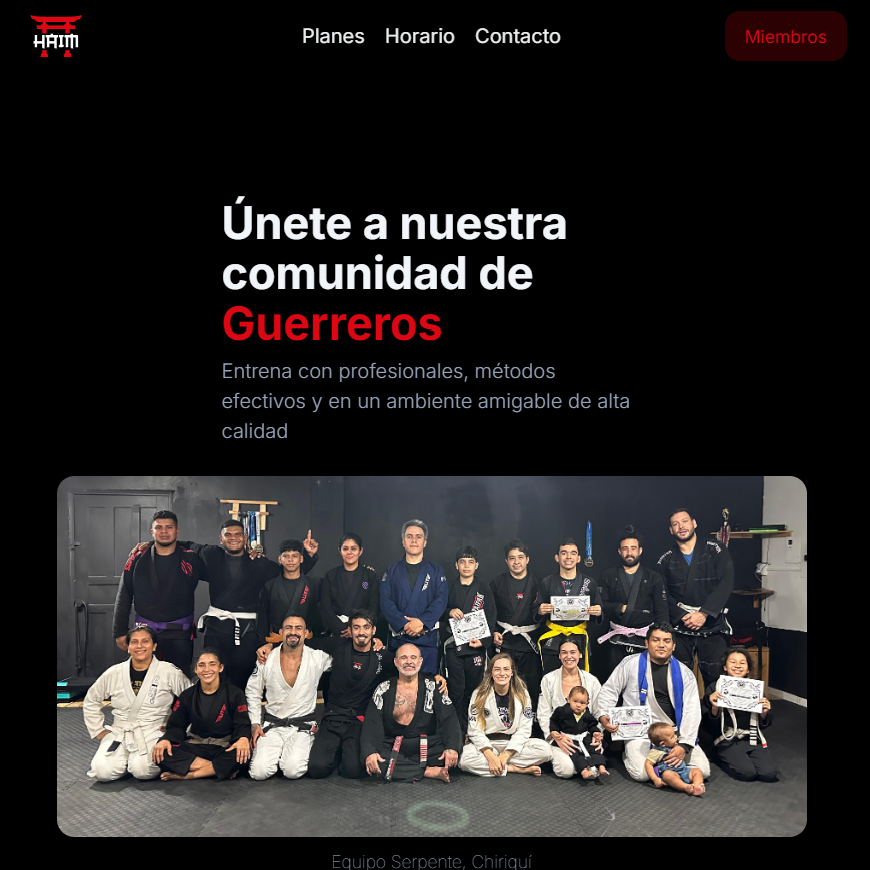 HAIM
Planes
Horario
Contacto
Miembros
Únete a nuestra
comunidad de
Guerreros
Entrena con profesionales, métodos
efectivos y en un ambiente amigable de alta
calidad
Equipo Serpente, Chiriquí